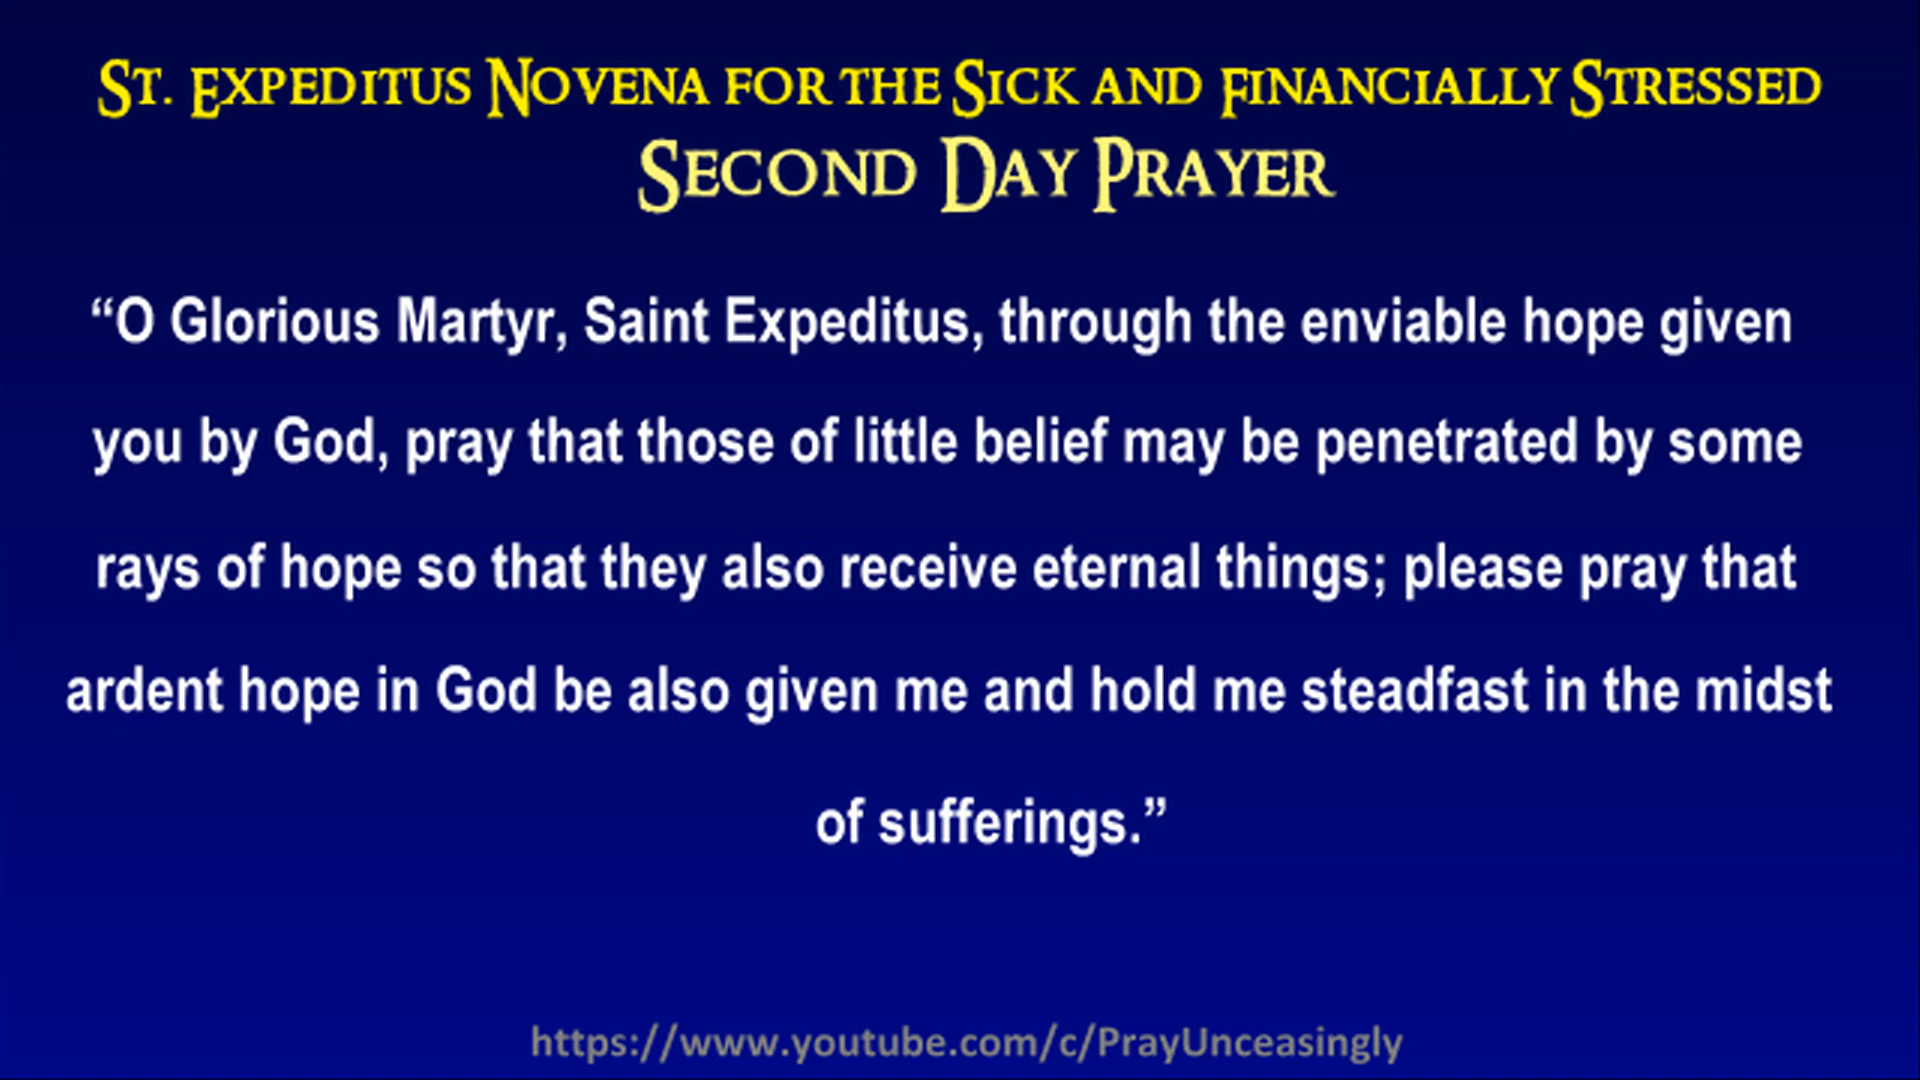 St. Expeditus Novena for the Sick and Financially Stressed
Second Day Prayer
“O Glorious Martyr, Saint Expeditus, through the enviable hope given
you by God, pray that those of little belief may be penetrated by some
rays of hope so that they also receive eternal things; please pray that
ardent hope in God be also given me and hold me steadfast in the midst
of sufferings.”
https://www.youtube.com/c/PrayUnceasingly